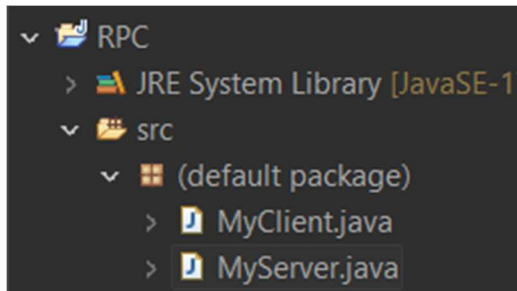 RPC
JRE System Library [JavaSE-1
src
(default package)
MyClient.java
MyServer.java